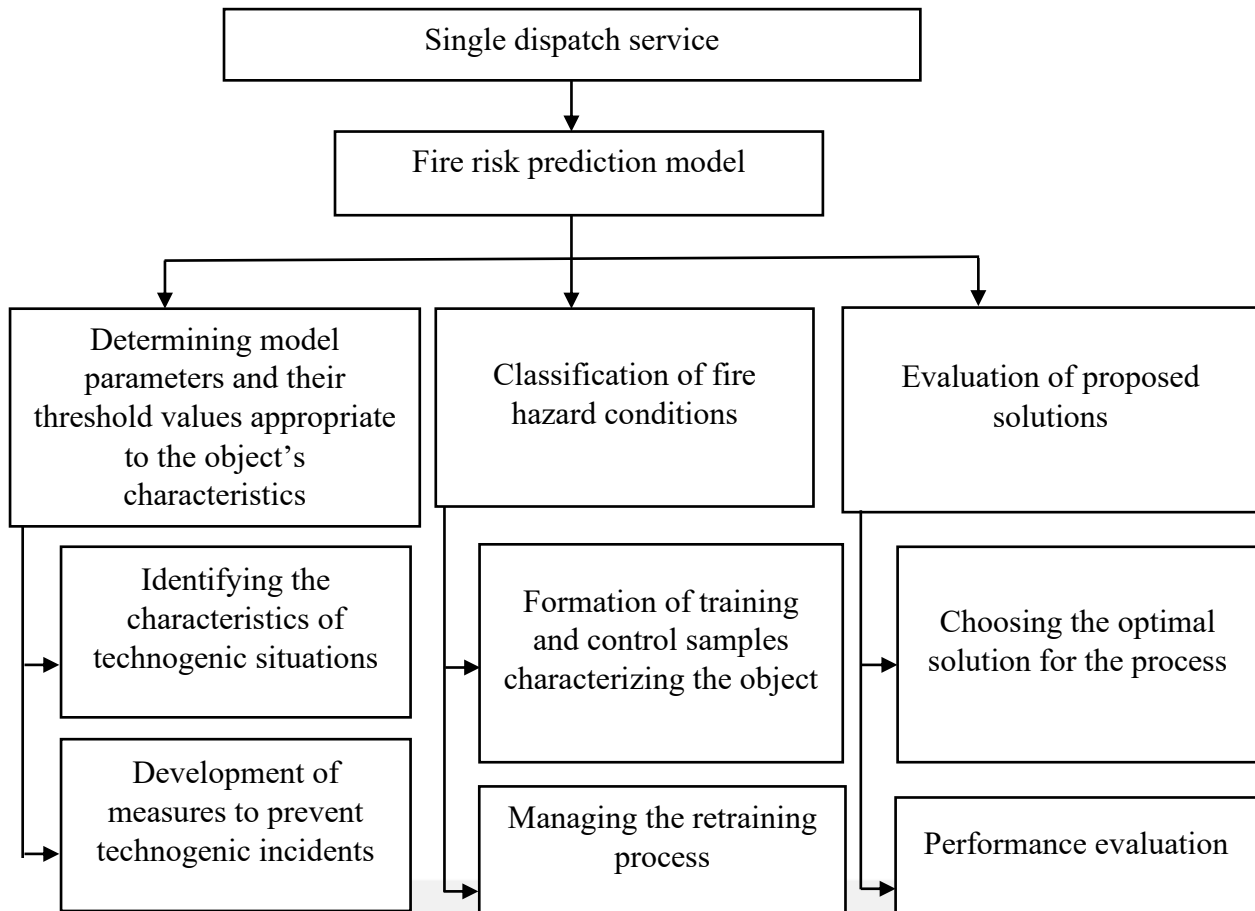 Single dispatch service
Fire risk prediction model
Determining model
parameters and their
threshold values appropriate
to the object’s
characteristics
Classification of fire
hazard conditions
Evaluation of proposed
solutions
Identifying the
characteristics of
technogenic situations
Formation of training
and control samples
characterizing the object
Choosing the optimal
solution for the process
Development of
measures to prevent
technogenic incidents
Managing the retraining
process
Performance evaluation